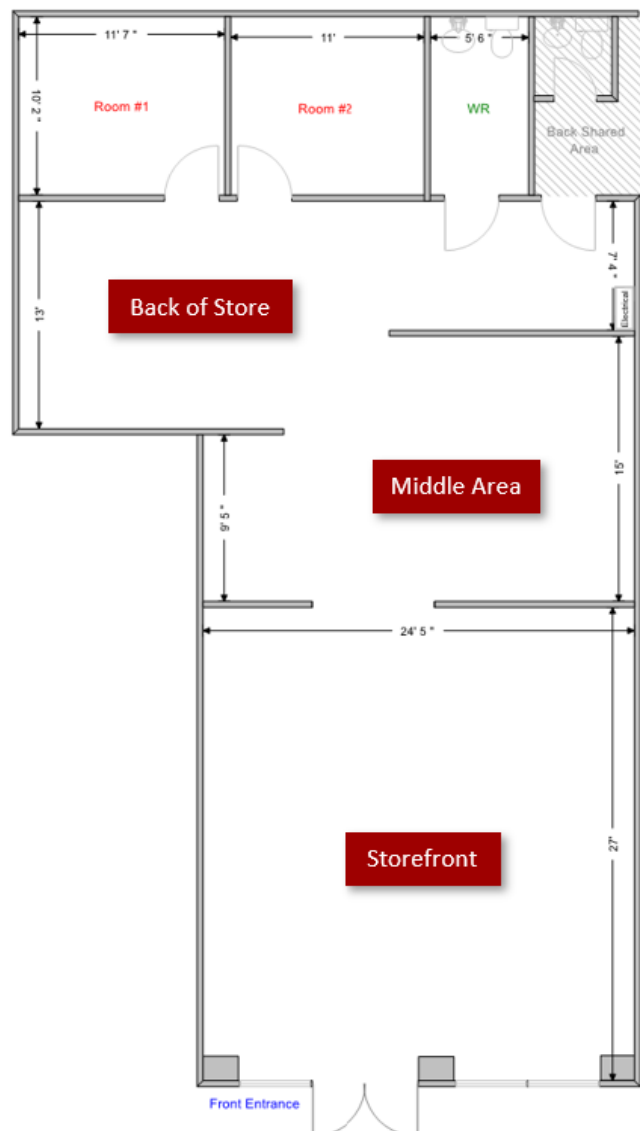 11' 7 "
11'
5' 6 "
10' 2 "
Room #1
Room #2
WR
Back Shared
Area
7' 4 "
Electrical
Back of Store
13'
Middle Area
15'
9' 5 "
24' 5 "
Storefront
27'
Front Entrance